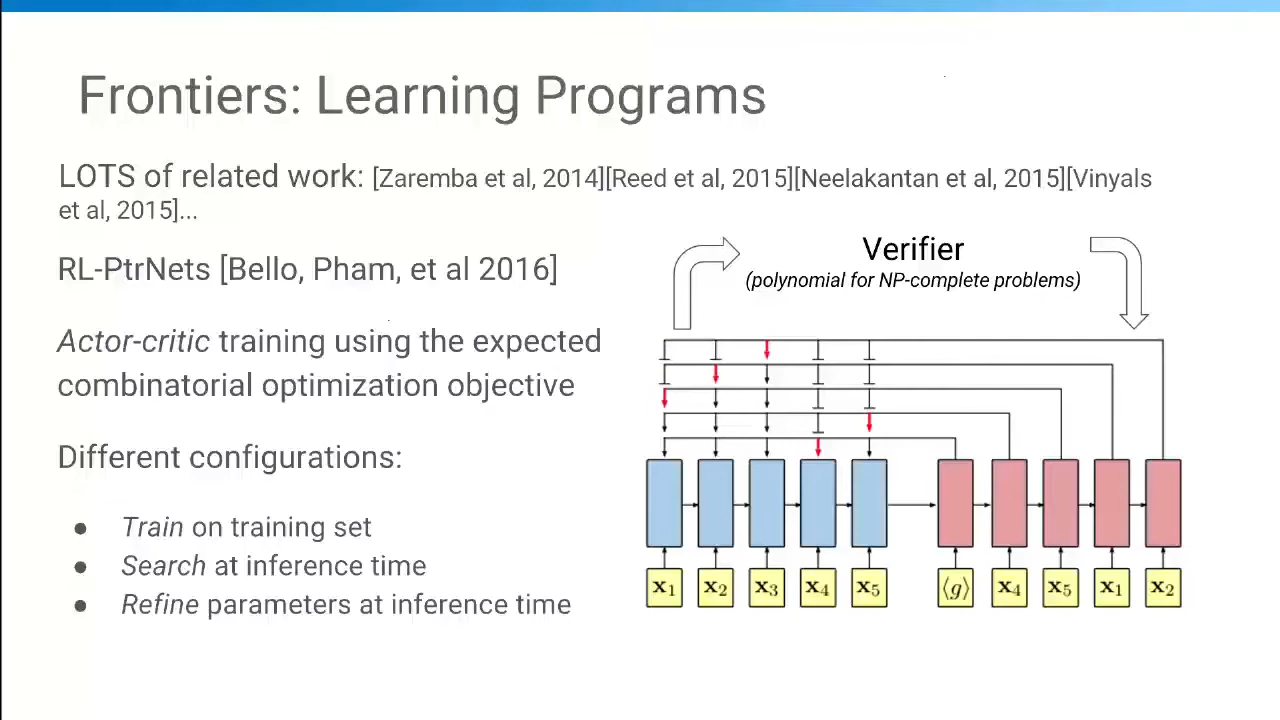 Frontiers: Learning Programs
LOTS of related work: [Zaremba et al, 2014][Reed et al, 2015][Neelakantan et al, 2015][Vinyals
et al, 2015]...
RL-PtrNets [Bello, Pham, et al 2016]
Actor-critic training using the expected
combinatorial optimization objective
Different configurations:
● Train on training set
● Search at inference time
● Refine parameters at inference time
Verifier
(polynomial for NP-complete problems)
x₁ x₂ x₃ x₄ x₅ ⟨g⟩ x₄ x₅ x₁ x₂